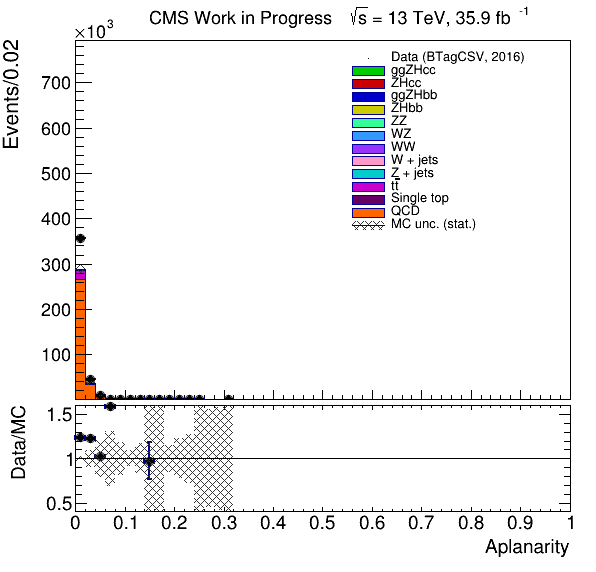 CMS Work in Progress √s = 13 TeV, 35.9 fb⁻¹
×10³
Events/0.02
700
600
500
400
300
200
100
Data (BTagCSV, 2016)
ggZHcc
ZHcc
ggZHbb
ZHbb
ZZ
WZ
WW
W + jets
Z + jets
tt̅
Single top
QCD
MC unc. (stat.)
Data/MC
1.5
1
0.5
0 0.1 0.2 0.3 0.4 0.5 0.6 0.7 0.8 0.9 1
Aplanarity